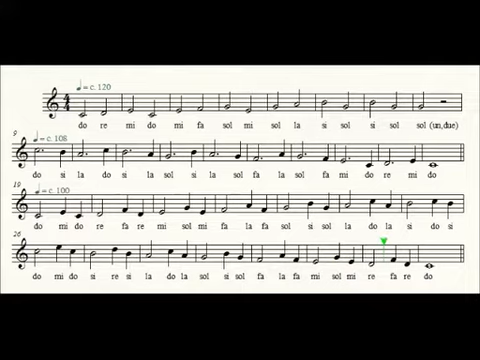 ♩ = c. 120
do re mi do mi fa sol mi sol la si sol si sol sol (un, due)
9
♩ = c. 108
do si la do si la sol si la sol fa la sol fa mi do re mi do
19
♩ = c. 100
do mi do re fa re mi sol mi fa la fa sol si sol la do la si do si
26
do mi do si re si la do la sol si sol fa la fa mi sol mi re fa re do